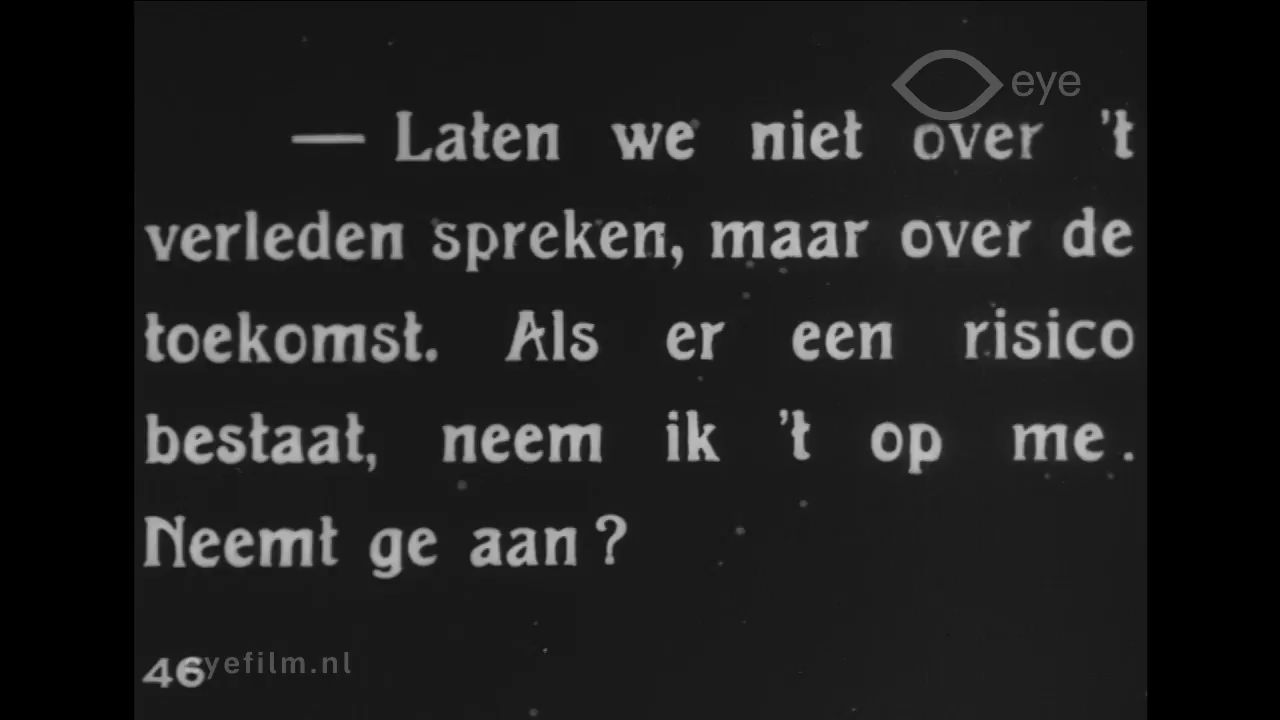 eye
— Laten we niet over 't
verleden spreken, maar over de
toekomst. Als er een risico
bestaat, neem ik 't op me.
Neemt ge aan?
46
eyefilm.nl